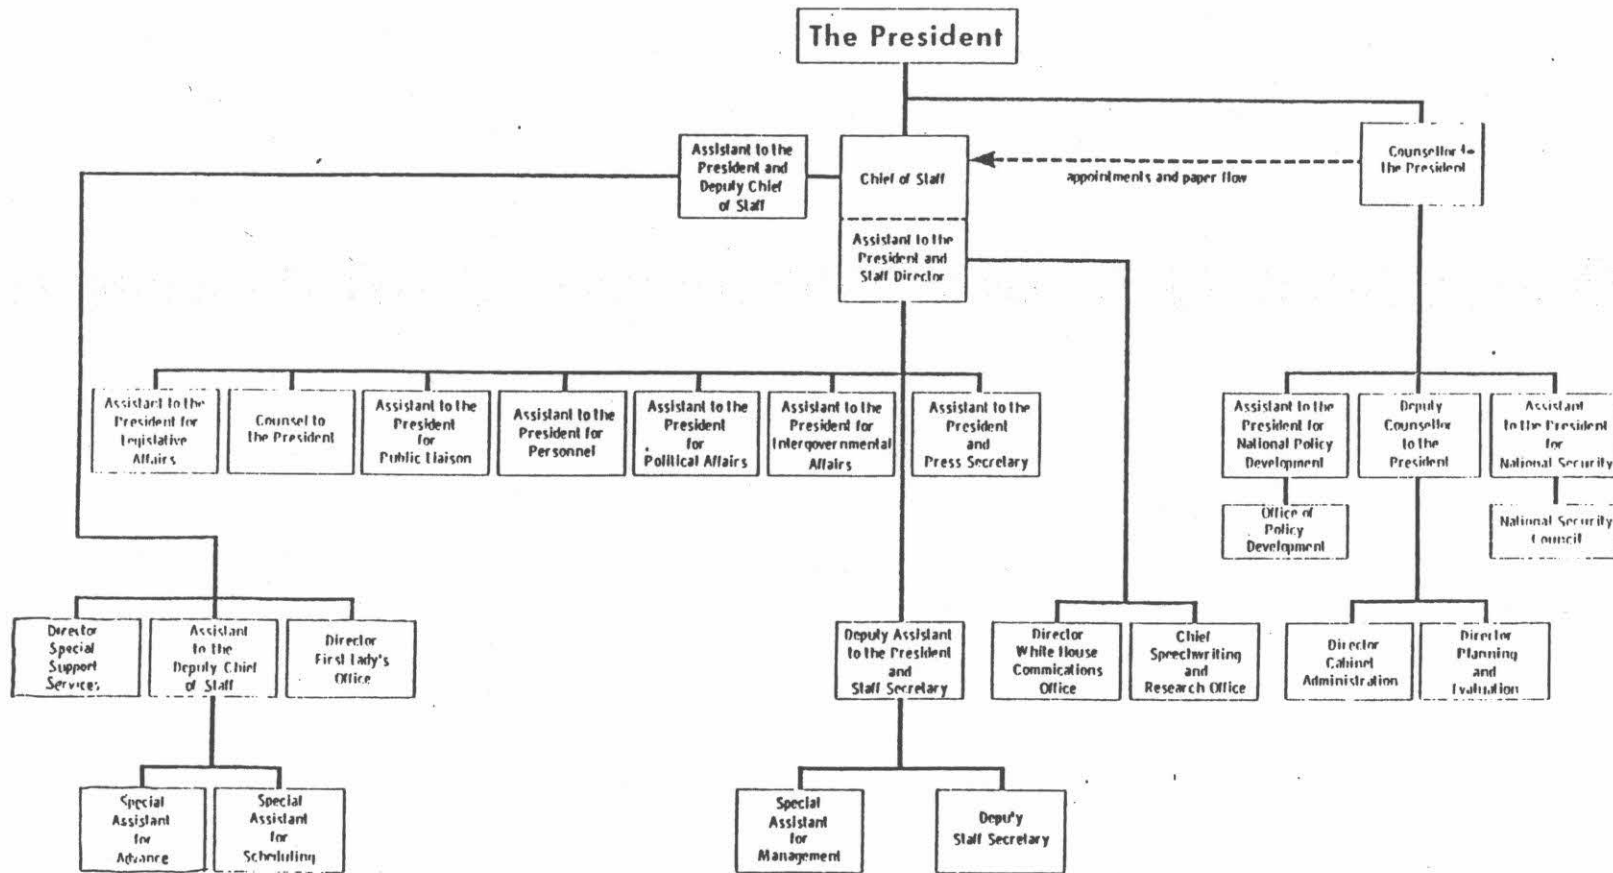 The President
Assistant to the
President and
Deputy Chief
of Staff
Chief of Staff
Assistant to the
President and
Staff Director
appointments and paper flow
Counsellor to
the President
Assistant to the
President for
Legislative
Affairs
Counsel to
the President
Assistant to the
President
for
Public Liaison
Assistant to the
President for
Personnel
Assistant to the
President
for
Political Affairs
Assistant to the
President for
Intergovernmental
Affairs
Assistant to the
President
and
Press Secretary
Assistant to the
President for
National Policy
Development
Deputy
Counsellor
to the
President
Assistant
to the President
for
National Security
Office of
Policy
Development
National Security
Council
Director
Special
Support
Services
Assistant
to the
Deputy Chief
of Staff
Director
First Lady's
Office
Deputy Assistant
to the President
and
Staff Secretary
Director
White House
Commications
Office
Chief
Speechwriting
and
Research Office
Director
Cabinet
Administration
Director
Planning
and
Evaluation
Special
Assistant
for
Advance
Special
Assistant
for
Scheduling
Special
Assistant
for
Management
Deputy
Staff Secretary